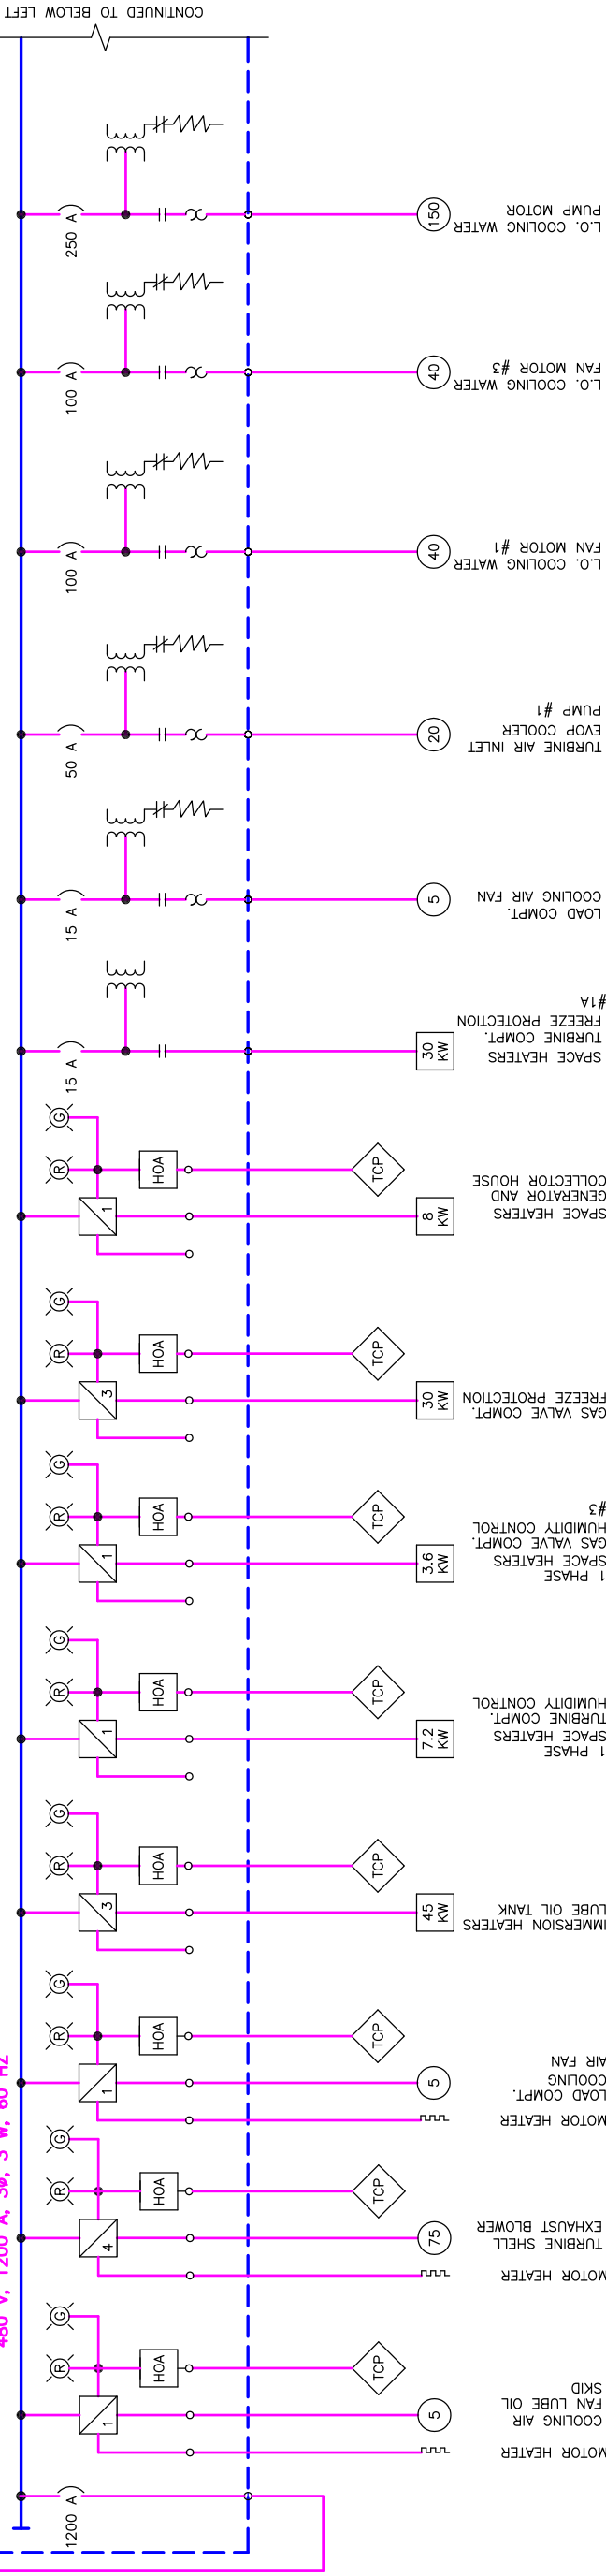 CONTINUED TO BELOW LEFT
250 A
150
L.O. COOLING WATER
PUMP MOTOR
100 A
40
L.O. COOLING WATER
FAN MOTOR #3
100 A
40
L.O. COOLING WATER
FAN MOTOR #1
50 A
20
TURBINE AIR INLET
EVOP COOLER
PUMP #1
15 A
5
LOAD COMPT.
COOLING AIR FAN
15 A
30
KW
SPACE HEATERS
TURBINE COMPT.
FREEZE PROTECTION
#1A
G
R
HOA
TCP
1
8
KW
SPACE HEATERS
GENERATOR AND
COLLECTOR HOUSE
G
R
HOA
TCP
3
30
KW
GAS VALVE COMPT.
FREEZE PROTECTION
G
R
HOA
TCP
1
3.6
KW
1 PHASE
SPACE HEATERS
GAS VALVE COMPT.
HUMIDITY CONTROL
#3
G
R
HOA
TCP
1
7.2
KW
1 PHASE
SPACE HEATERS
TURBINE COMPT.
HUMIDITY CONTROL
G
R
HOA
TCP
3
45
KW
IMMERSION HEATERS
LUBE OIL TANK
G
R
HOA
TCP
1
5
LOAD COMPT.
COOLING
AIR FAN
MOTOR HEATER
480 V, 1200 A, 3Ø, 3 W, 60 HZ
G
R
HOA
TCP
4
75
TURBINE SHELL
EXHAUST BLOWER
MOTOR HEATER
G
R
HOA
TCP
1
5
COOLING AIR
FAN LUBE OIL
SKID
MOTOR HEATER
1200 A